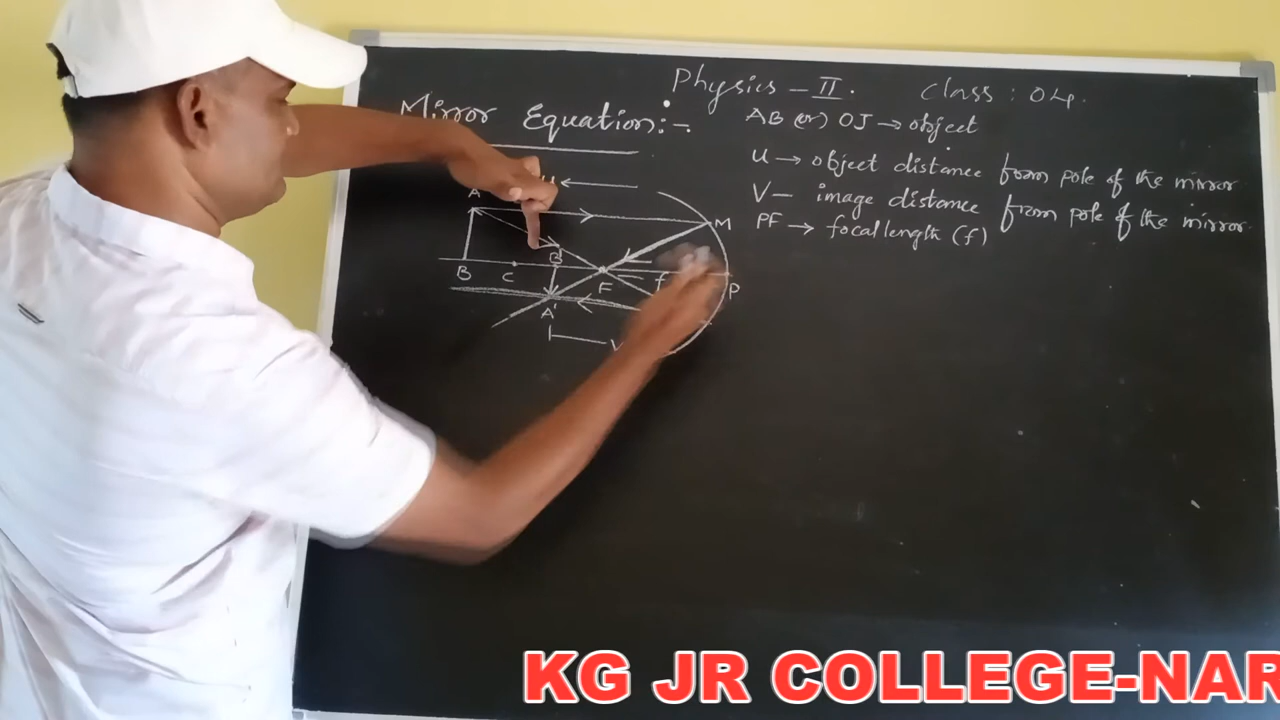 Physics - II. Class : 04.
Mirror Equation:-
AB (or) OJ → object
u → object distance from pole of the mirror
V - image distance from pole of the mirror.
PF → focal length (f)
A
M
B
C
B'
F
f
P
A'
V
KG JR COLLEGE-NAR